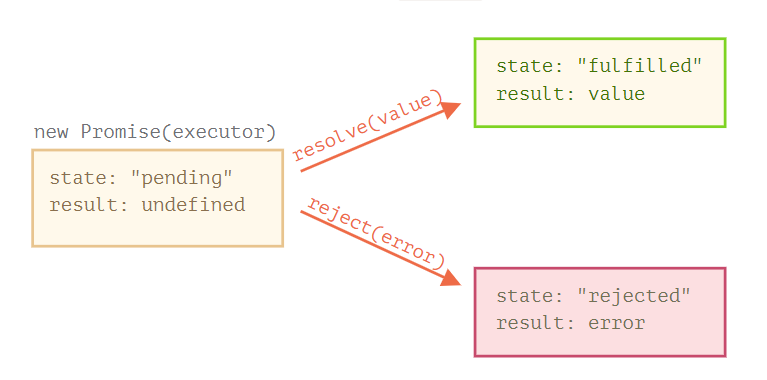 new Promise(executor)
state: "pending"
result: undefined
resolve(value)
reject(error)
state: "fulfilled"
result: value
state: "rejected"
result: error